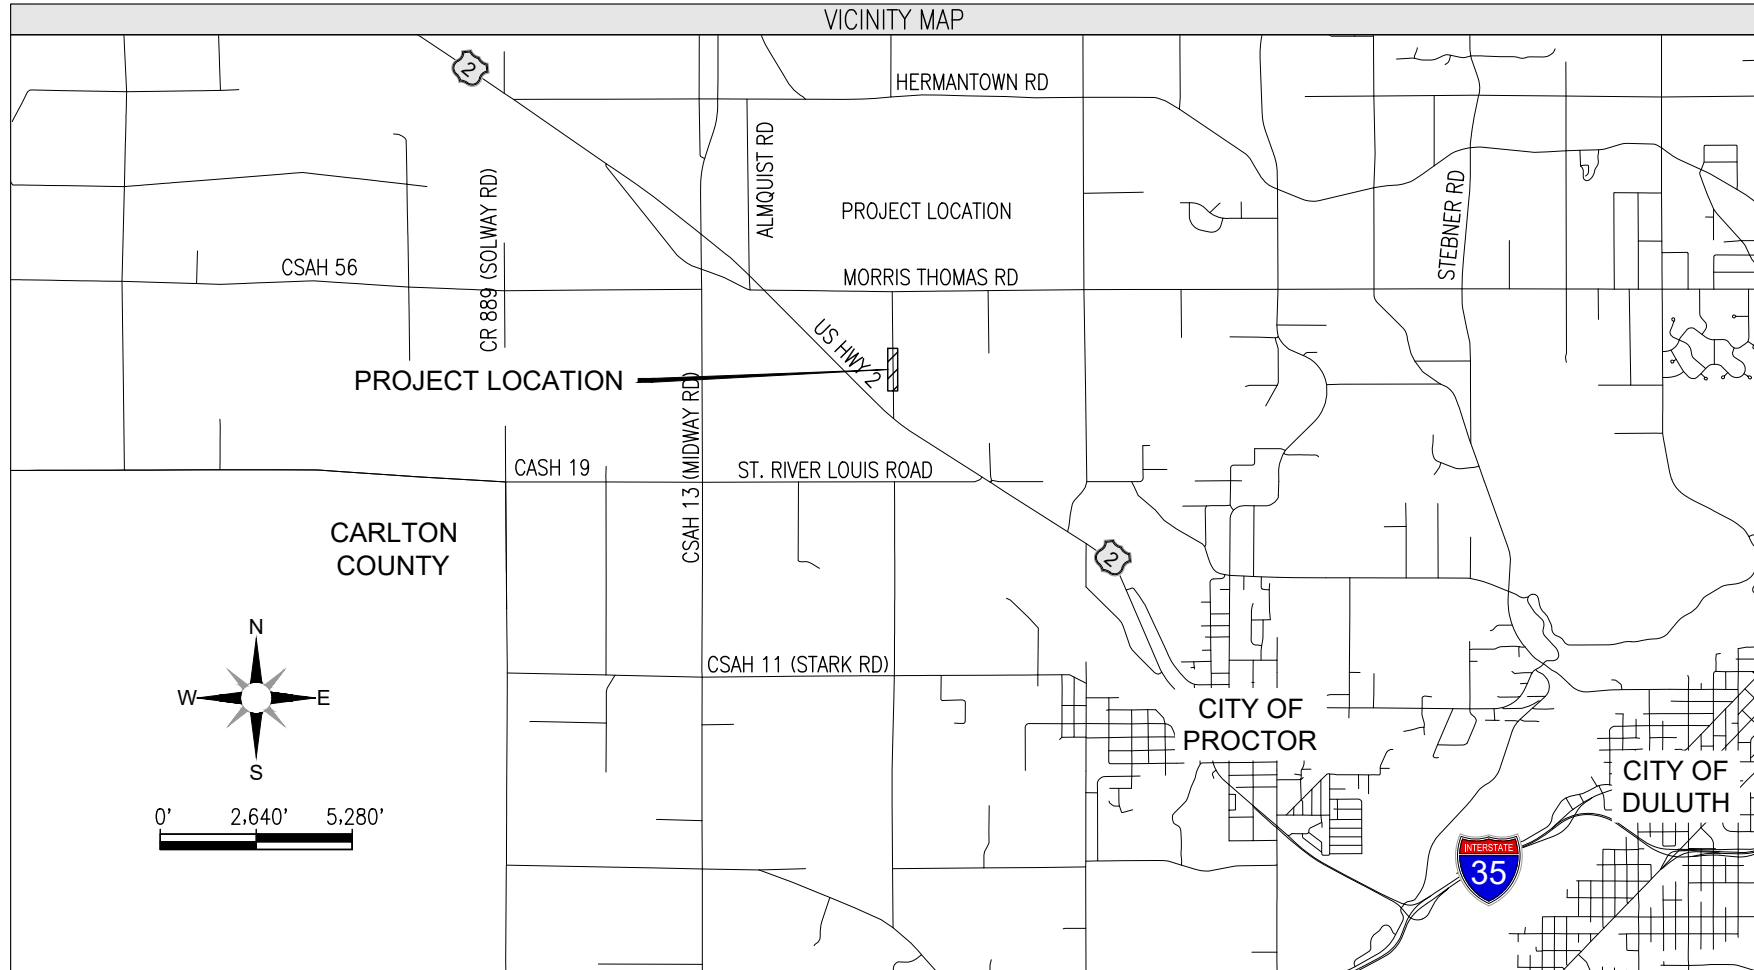 VICINITY MAP
2
HERMANTOWN RD
ALMQUIST RD
CR 889 (SOLWAY RD)
PROJECT LOCATION
STEBNER RD
CSAH 56
MORRIS THOMAS RD
US HWY 2
PROJECT LOCATION
CSAH 13 (MIDWAY RD)
CASH 19
ST. RIVER LOUIS ROAD
CARLTON
COUNTY
2
N
W
E
S
CSAH 11 (STARK RD)
CITY OF
PROCTOR
CITY OF
DULUTH
0'
2,640'
5,280'
INTERSTATE
35